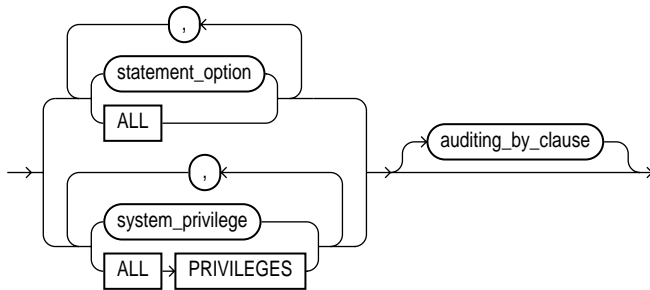 ,
statement_option
ALL
auditing_by_clause
,
system_privilege
ALL PRIVILEGES